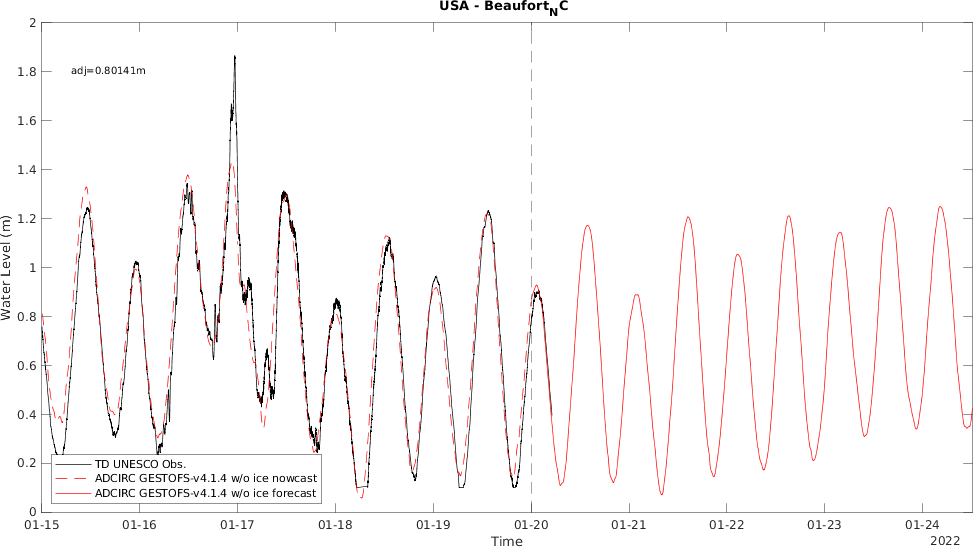 USA - Beaufort_NC
2
1.8
1.6
1.4
1.2
1
0.8
0.6
0.4
0.2
0
Water Level (m)
adj=0.80141m
TD UNESCO Obs.
ADCIRC GESTOFS-v4.1.4 w/o ice nowcast
ADCIRC GESTOFS-v4.1.4 w/o ice forecast
01-15 01-16 01-17 01-18 01-19 01-20 01-21 01-22 01-23 01-24
Time
2022